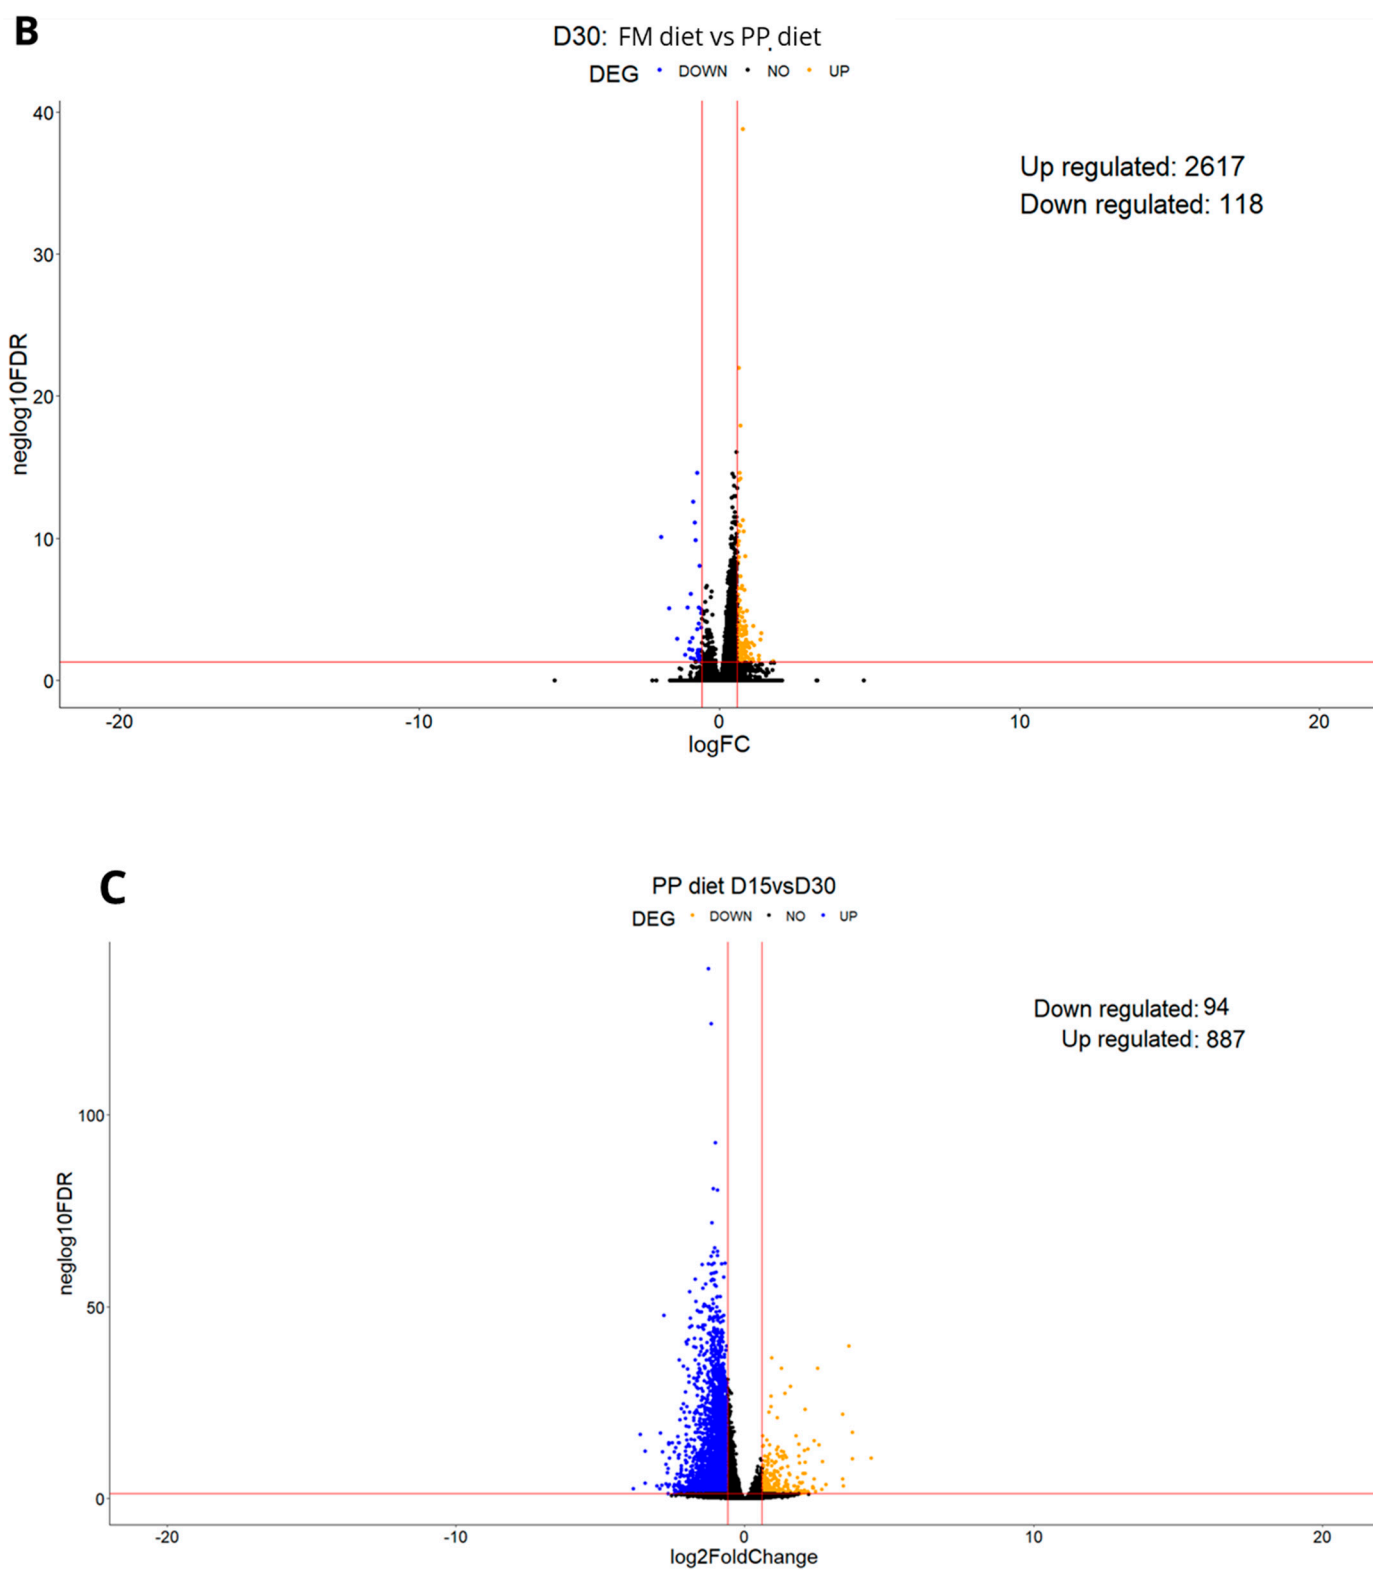 B
D30: FM diet vs PP diet
DEG DOWN NO UP
Up regulated: 2617
Down regulated: 118
40
30
20
10
0
neglog10FDR
-20 -10 0 10 20
logFC
C
PP diet D15vsD30
DEG DOWN NO UP
Down regulated: 94
Up regulated: 887
100
50
0
neglog10FDR
-20 -10 0 10 20
log2FoldChange